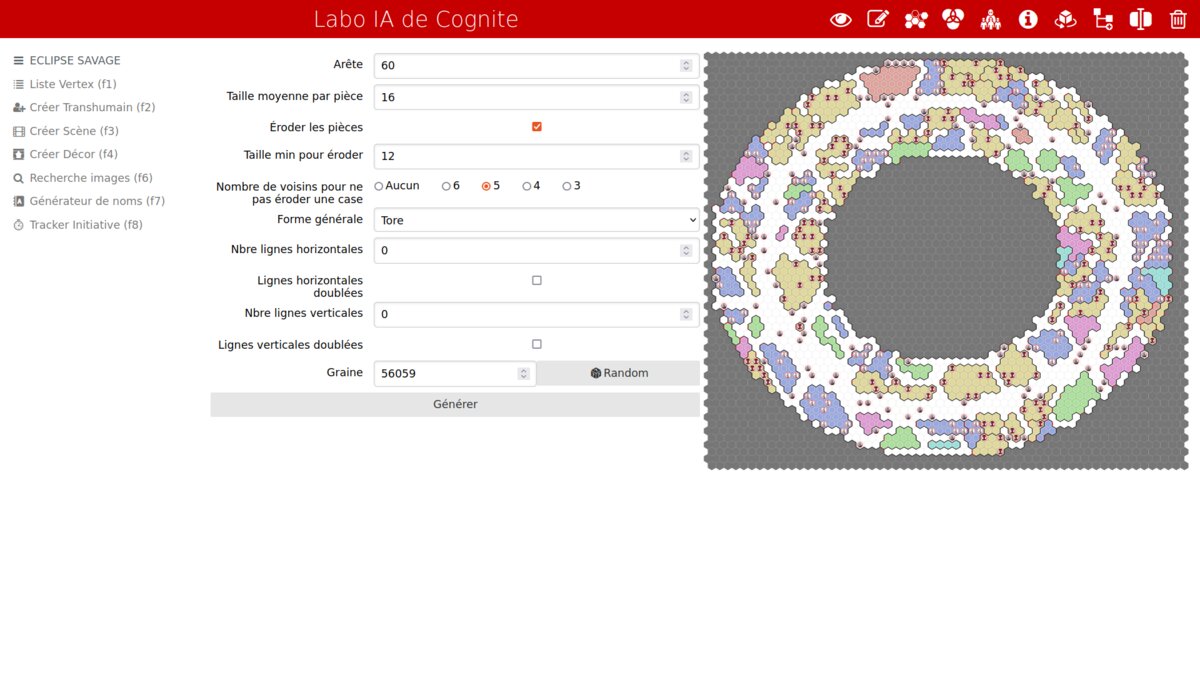 Labo IA de Cognite
ECLIPSE SAVAGE
Liste Vertex (f1)
Créer Transhumain (f2)
Créer Scène (f3)
Créer Décor (f4)
Recherche images (f6)
Générateur de noms (f7)
Tracker Initiative (f8)
Arête
60
Taille moyenne par pièce
16
Éroder les pièces
Taille min pour éroder
12
Nombre de voisins pour ne
pas éroder une case
Aucun 6 5 4 3
Forme générale
Tore
Nbre lignes horizontales
0
Lignes horizontales
doublées
Nbre lignes verticales
0
Lignes verticales doublées
Graine
56059
Random
Générer